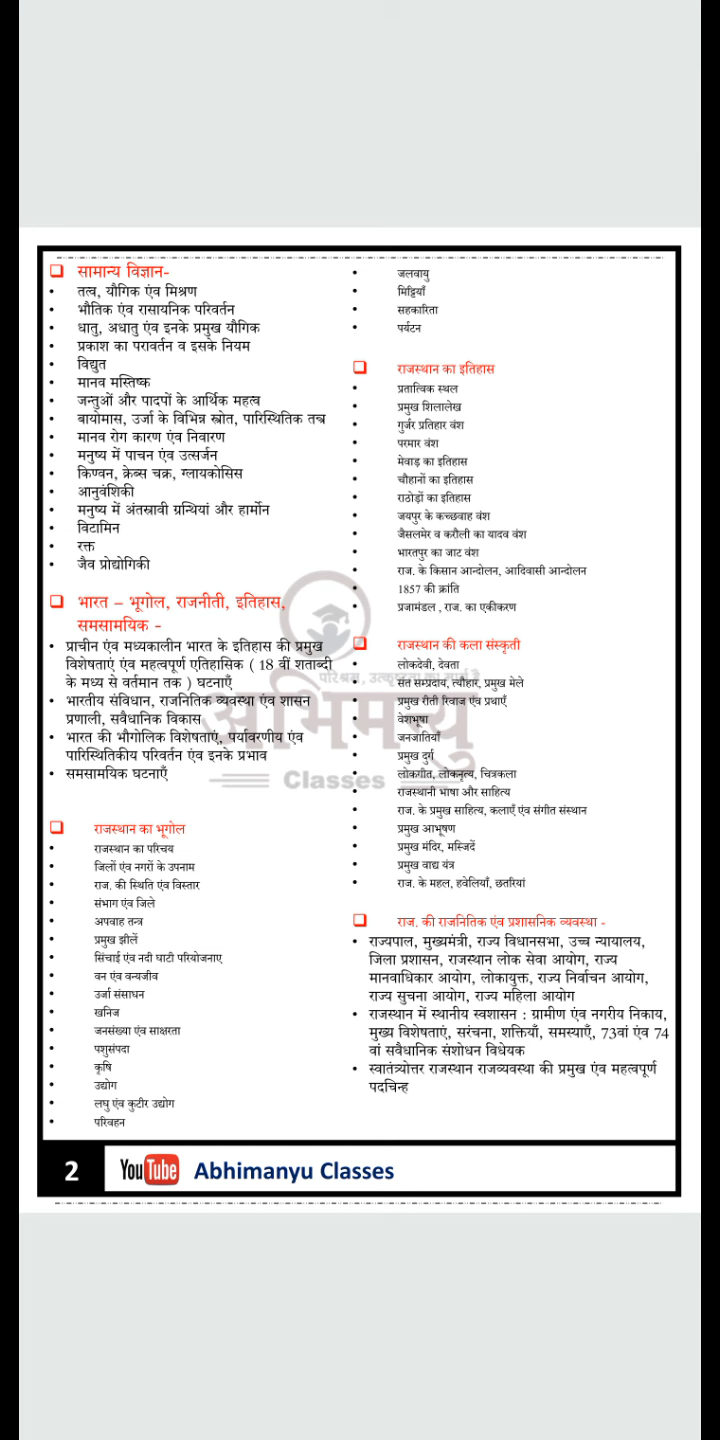 सामान्य विज्ञान-
तत्व, यौगिक एंव मिश्रण
भौतिक एंव रासायनिक परिवर्तन
धातु, अधातु एंव इनके प्रमुख यौगिक
प्रकाश का परावर्तन व इसके नियम
विद्युत
मानव मस्तिष्क
जन्तुओं और पादपों के आर्थिक महत्व
बायोमास, उर्जा के विभिन्न स्त्रोत, पारिस्थितिक तन्त्र
मानव रोग कारण एंव निवारण
मनुष्य में पाचन एंव उत्सर्जन
किण्वन, क्रेब्स चक्र, ग्लायकोसिस
आनुवंशिकी
मनुष्य में अंतस्त्रावी ग्रन्थियां और हार्मोन
विटामिन
रक्त
जैव प्रोद्योगिकी
भारत – भूगोल, राजनीती, इतिहास,
समसामयिक -
प्राचीन एंव मध्यकालीन भारत के इतिहास की प्रमुख
विशेषताएं एंव महत्वपूर्ण एतिहासिक ( 18 वीं शताब्दी
के मध्य से वर्तमान तक ) घटनाएँ
भारतीय संविधान, राजनितिक व्यवस्था एंव शासन
प्रणाली, सवैधानिक विकास
भारत की भौगोलिक विशेषताएं, पर्यावरणीय एंव
पारिस्थितिकीय परिवर्तन एंव इनके प्रभाव
समसामयिक घटनाएँ
राजस्थान का भूगोल
राजस्थान का परिचय
जिलों एंव नगरों के उपनाम
राज. की स्थिति एंव विस्तार
संभाग एंव जिले
अपवाह तन्त्र
प्रमुख झीलें
सिंचाई एंव नदी घाटी परियोजनाए
वन एंव वन्यजीव
उर्जा संसाधन
खनिज
जनसंख्या एंव साक्षरता
पशुसंपदा
कृषि
उद्योग
लघु एंव कुटीर उद्योग
परिवहन
जलवायु
मिट्टियाँ
सहकारिता
पर्यटन
राजस्थान का इतिहास
प्रतात्विक स्थल
प्रमुख शिलालेख
गुर्जर प्रतिहार वंश
परमार वंश
मेवाड़ का इतिहास
चौहानों का इतिहास
राठोड़ों का इतिहास
जयपुर के कच्छवाह वंश
जैसलमेर व करौली का यादव वंश
भारतपुर का जाट वंश
राज. के किसान आन्दोलन, आदिवासी आन्दोलन
1857 की क्रांति
प्रजामंडल , राज. का एकीकरण
राजस्थान की कला संस्कृती
लोकदेवी, देवता
संत सम्प्रदाय, त्यौहार, प्रमुख मेले
प्रमुख रीती रिवाज एंव प्रथाएँ
वेशभूषा
जनजातियाँ
प्रमुख दुर्ग
लोकगीत, लोकनृत्य, चित्रकला
राजस्थानी भाषा और साहित्य
राज. के प्रमुख साहित्य, कलाएँ एंव संगीत संस्थान
प्रमुख आभूषण
प्रमुख मंदिर, मस्जिदें
प्रमुख वाद्य यंत्र
राज. के महल, हवेलियाँ, छतरियां
राज. की राजनितिक एंव प्रशासनिक व्यवस्था -
राज्यपाल, मुख्यमंत्री, राज्य विधानसभा, उच्च न्यायालय,
जिला प्रशासन, राजस्थान लोक सेवा आयोग, राज्य
मानवाधिकार आयोग, लोकायुक्त, राज्य निर्वाचन आयोग,
राज्य सुचना आयोग, राज्य महिला आयोग
राजस्थान में स्थानीय स्वशासन : ग्रामीण एंव नगरीय निकाय,
मुख्य विशेषताएं, सरंचना, शक्तियाँ, समस्याएँ, 73वां एंव 74
वां सवैधानिक संशोधन विधेयक
स्वातंत्र्योत्तर राजस्थान राजव्यवस्था की प्रमुख एंव महत्वपूर्ण
पदचिन्ह
अभिमन्यु
Classes
2 YouTube Abhimanyu Classes